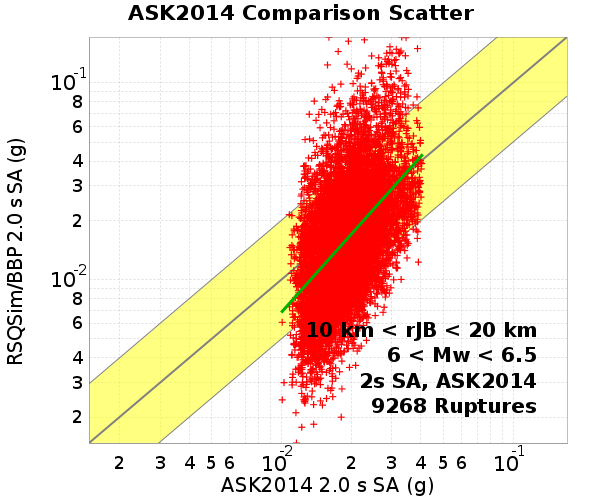 ASK2014 Comparison Scatter
RSQSim/BBP 2.0 s SA (g)
10-1
8
6
4
3
2
10-2
8
6
4
3
2
10 km < rJB < 20 km
6 < Mw < 6.5
2s SA, ASK2014
9268 Ruptures
2 3 4 5 6 10-2 2 3 4 5 6 10-1
ASK2014 2.0 s SA (g)